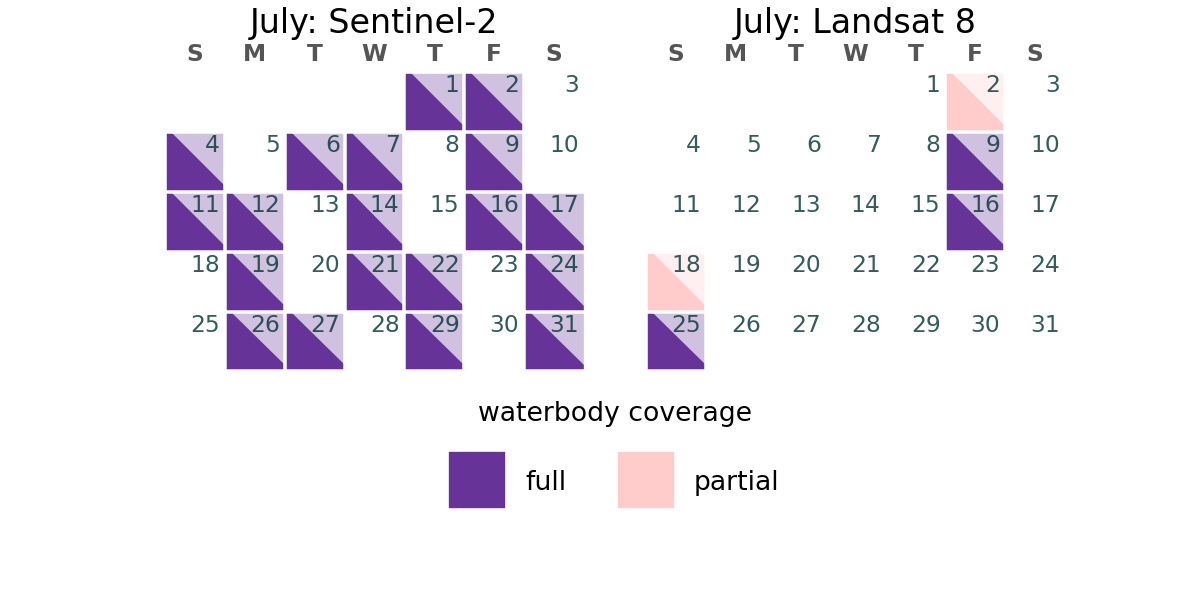 July: Sentinel-2
S M T W T F S
1 2 3
4 5 6 7 8 9 10
11 12 13 14 15 16 17
18 19 20 21 22 23 24
25 26 27 28 29 30 31
July: Landsat 8
S M T W T F S
1 2 3
4 5 6 7 8 9 10
11 12 13 14 15 16 17
18 19 20 21 22 23 24
25 26 27 28 29 30 31
waterbody coverage
full
partial